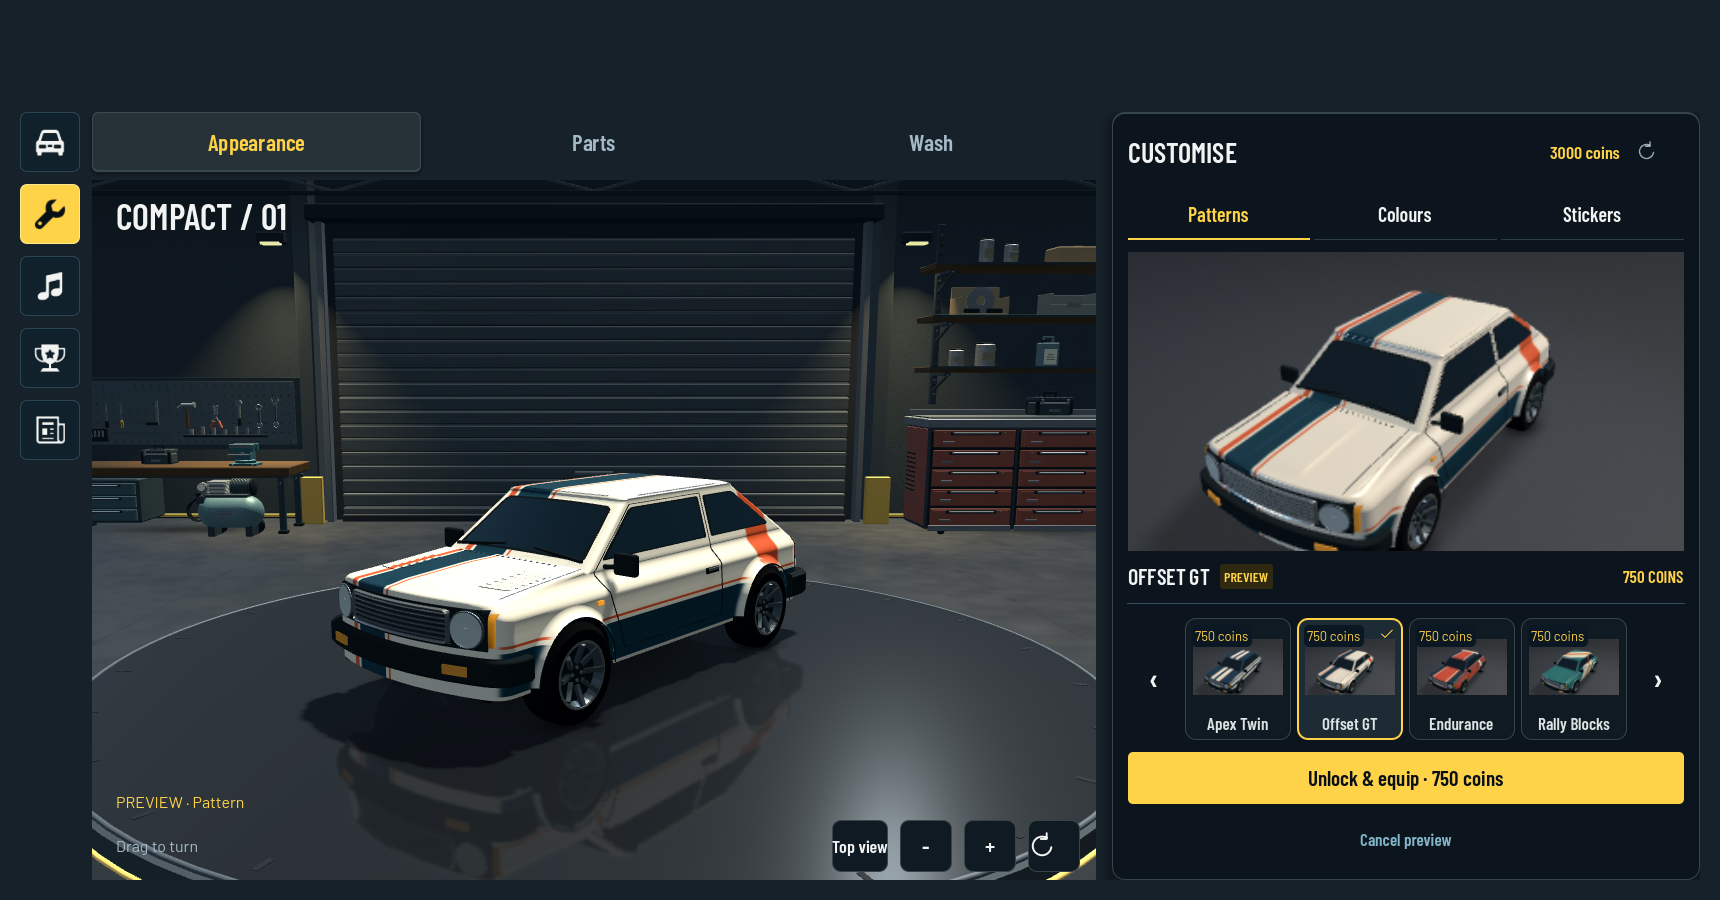 Appearance
Parts
Wash
COMPACT / 01
PREVIEW · Pattern
Drag to turn
Top view
-
+
CUSTOMISE
3000 coins
Patterns
Colours
Stickers
OFFSET GT
PREVIEW
750 COINS
750 coins
750 coins
750 coins
750 coins
‹
›
Apex Twin
Offset GT
Endurance
Rally Blocks
Unlock & equip · 750 coins
Cancel preview